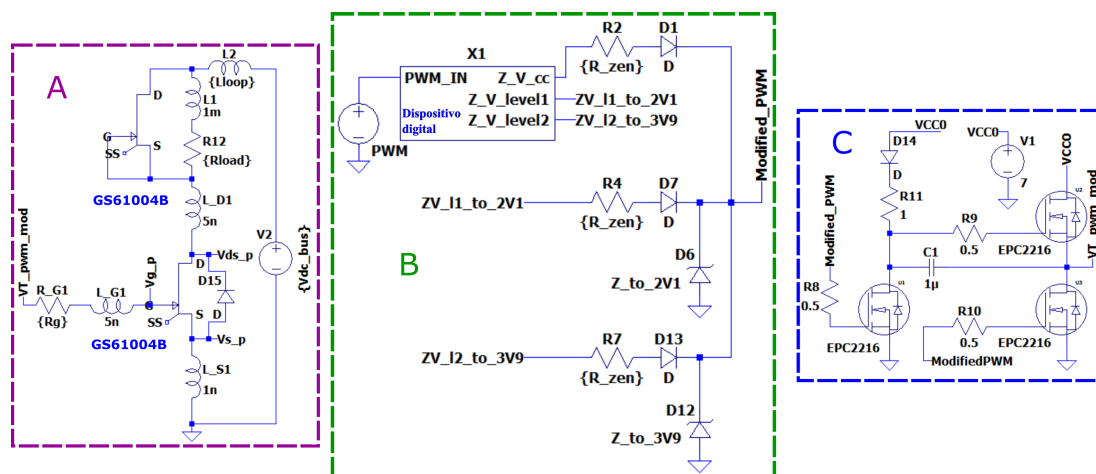 A
L2
{Lloop}
D
L1
1m
G
S
SS
R12
{Rload}
GS61004B
L_D1
5n
VT_pwm_mod
Vg_p
D
Vds_p
D15
V2
{Vdc_bus}
R_G1
L_G1
G
{Rg}
5n
SS
S
D
GS61004B
Vs_p
L_S1
1n
B
X1
PWM_IN
Z_V_cc
Z_V_level1
Z_V_level2
Dispositivo
digital
PWM
R2
D1
{R_zen}
D
ZV_l1_to_2V1
ZV_l2_to_3V9
Modified_PWM
ZV_l1_to_2V1
R4
D7
{R_zen}
D
D6
Z_to_2V1
ZV_l2_to_3V9
R7
D13
{R_zen}
D
D12
Z_to_3V9
C
VCC0
D14
D
R11
1
VCC0
V1
7
VCC0
U2
Modified_PWM
R9
0.5
EPC2216
VT_pwm_mod
C1
1µ
R8
0.5
U1
EPC2216
R10
0.5
U3
EPC2216
ModifiedPWM